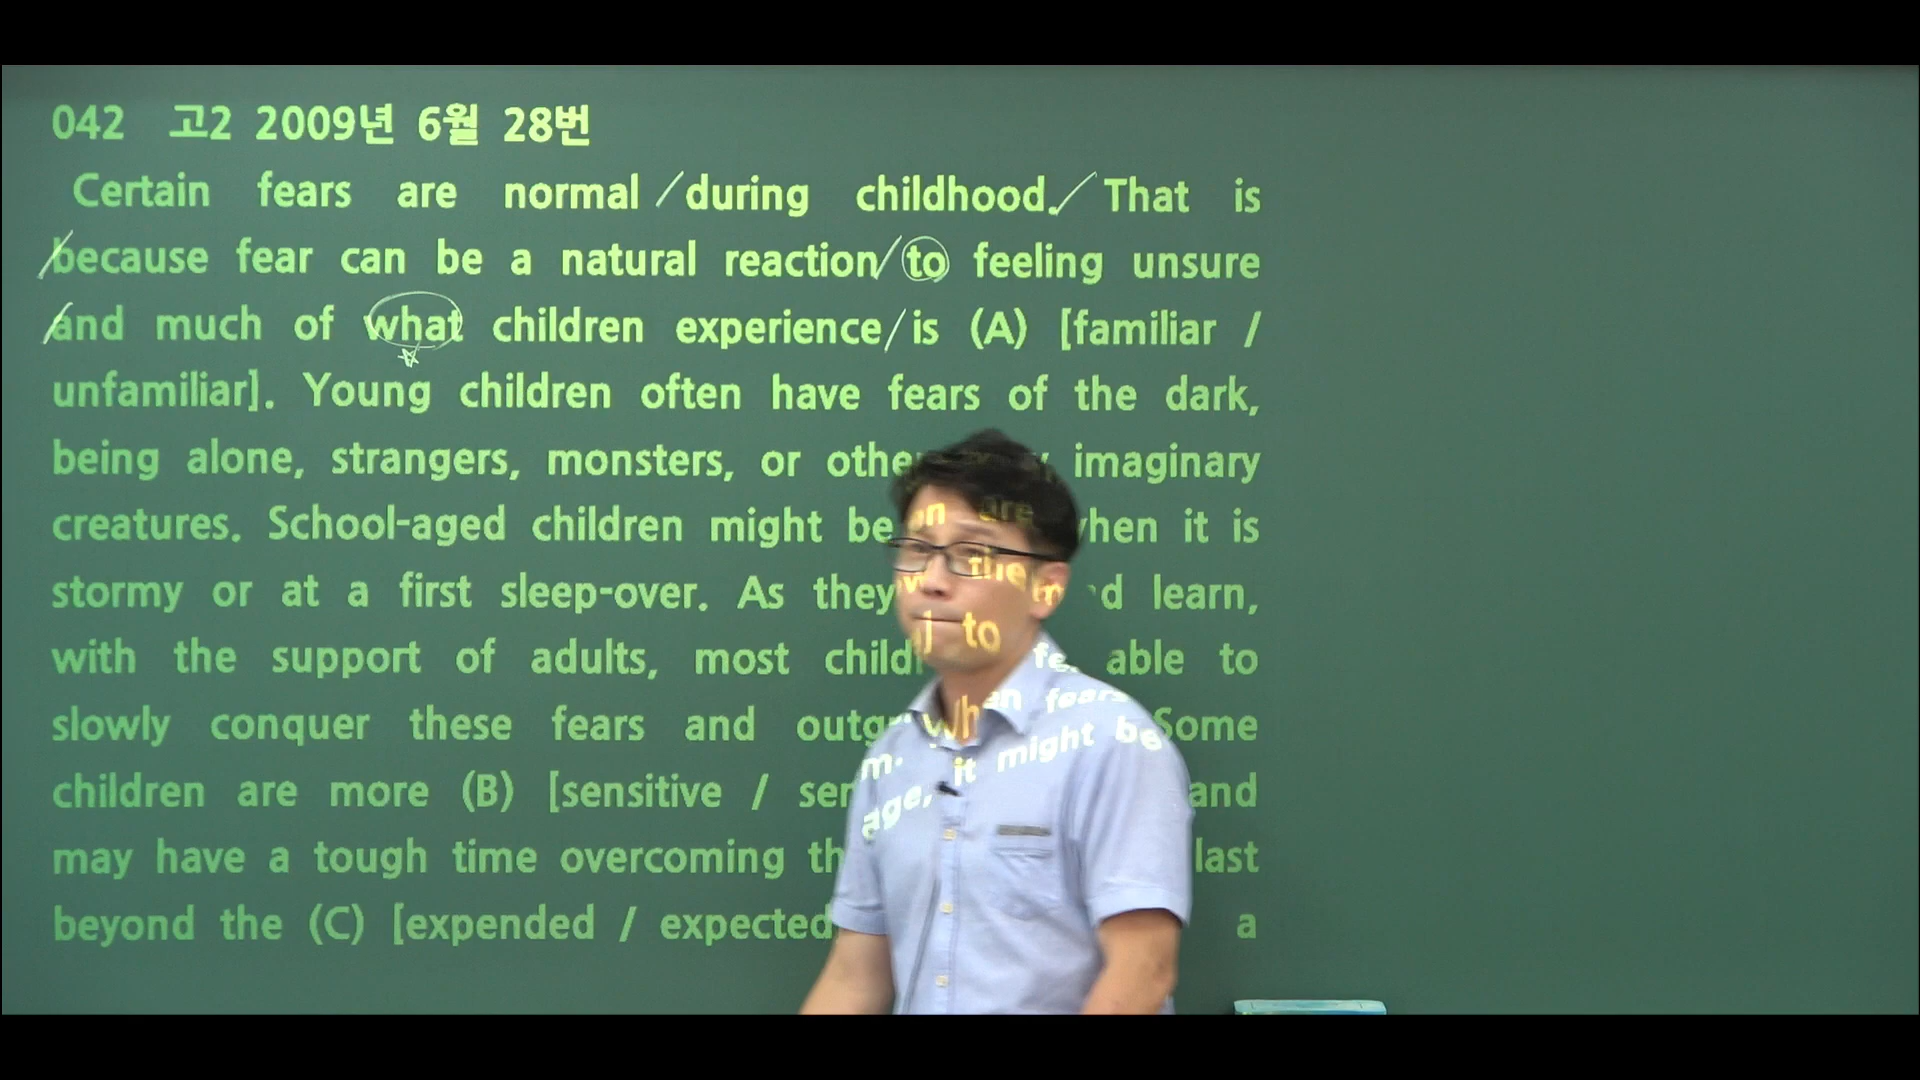 042 고2 2009년 6월 28번
Certain fears are normal / during childhood. / That is
/ because fear can be a natural reaction / to feeling unsure
/ and much of what children experience / is (A) [familiar /
unfamiliar]. Young children often have fears of the dark,
being alone, strangers, monsters, or other imaginary
creatures. School-aged children might be when it is
stormy or at a first sleep-over. As they and learn,
with the support of adults, most children are able to
slowly conquer these fears and Some
children are more (B) [sensitive / and
may have a tough time overcoming last
beyond the (C) [expended / expected] a